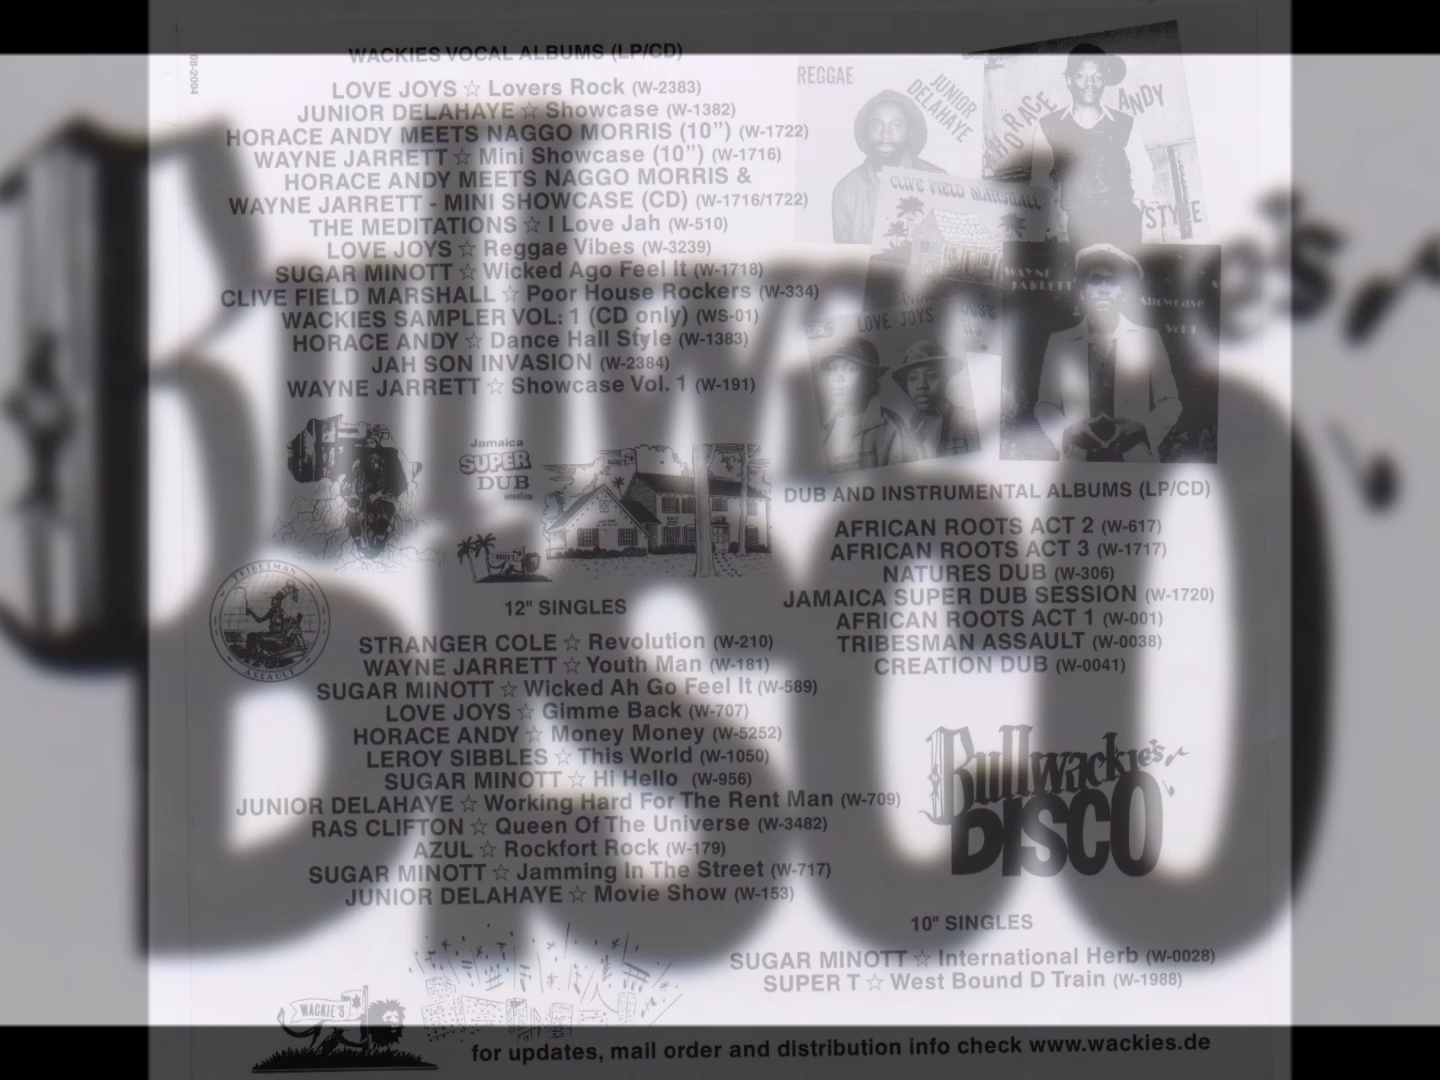 WACKIES VOCAL ALBUMS (LP/CD)
08-2004
LOVE JOYS ☆ Lovers Rock (W-2383)
JUNIOR DELAHAYE ☆ Showcase (W-1382)
HORACE ANDY MEETS NAGGO MORRIS (10”) (W-1722)
WAYNE JARRETT ☆ Mini Showcase (10”) (W-1716)
HORACE ANDY MEETS NAGGO MORRIS &
WAYNE JARRETT - MINI SHOWCASE (CD) (W-1716/1722)
THE MEDITATIONS ☆ I Love Jah (W-510)
LOVE JOYS ☆ Reggae Vibes (W-3239)
SUGAR MINOTT ☆ Wicked Ago Feel It (W-1718)
CLIVE FIELD MARSHALL ☆ Poor House Rockers (W-334)
WACKIES SAMPLER VOL: 1 (CD only) (WS-01)
HORACE ANDY ☆ Dance Hall Style (W-1383)
JAH SON INVASION (W-2384)
WAYNE JARRETT ☆ Showcase Vol. 1 (W-191)
REGGAE
JUNIOR
DELAHAYE
HORACE ANDY
STYLE
CLIVE FIELD MARSHALL
LOVE JOYS
WAYNE
JARRETT
Showcase
Vol 1
Jamaica
SUPER
DUB
session
TRIBESMAN
ASSAULT
12" SINGLES
STRANGER COLE ☆ Revolution (W-210)
WAYNE JARRETT ☆ Youth Man (W-181)
SUGAR MINOTT ☆ Wicked Ah Go Feel It (W-589)
LOVE JOYS ☆ Gimme Back (W-707)
HORACE ANDY ☆ Money Money (W-5252)
LEROY SIBBLES ☆ This World (W-1050)
SUGAR MINOTT ☆ Hi Hello (W-956)
JUNIOR DELAHAYE ☆ Working Hard For The Rent Man (W-709)
RAS CLIFTON ☆ Queen Of The Universe (W-3482)
AZUL ☆ Rockfort Rock (W-179)
SUGAR MINOTT ☆ Jamming In The Street (W-717)
JUNIOR DELAHAYE ☆ Movie Show (W-153)
DUB AND INSTRUMENTAL ALBUMS (LP/CD)
AFRICAN ROOTS ACT 2 (W-617)
AFRICAN ROOTS ACT 3 (W-1717)
NATURES DUB (W-306)
JAMAICA SUPER DUB SESSION (W-1720)
AFRICAN ROOTS ACT 1 (W-001)
TRIBESMAN ASSAULT (W-0038)
CREATION DUB (W-0041)
Bullwackie's
DISCO
10" SINGLES
SUGAR MINOTT ☆ International Herb (W-0028)
SUPER T ☆ West Bound D Train (W-1988)
WACKIE'S
for updates, mail order and distribution info check www.wackies.de
Bullwackie's
DISCO